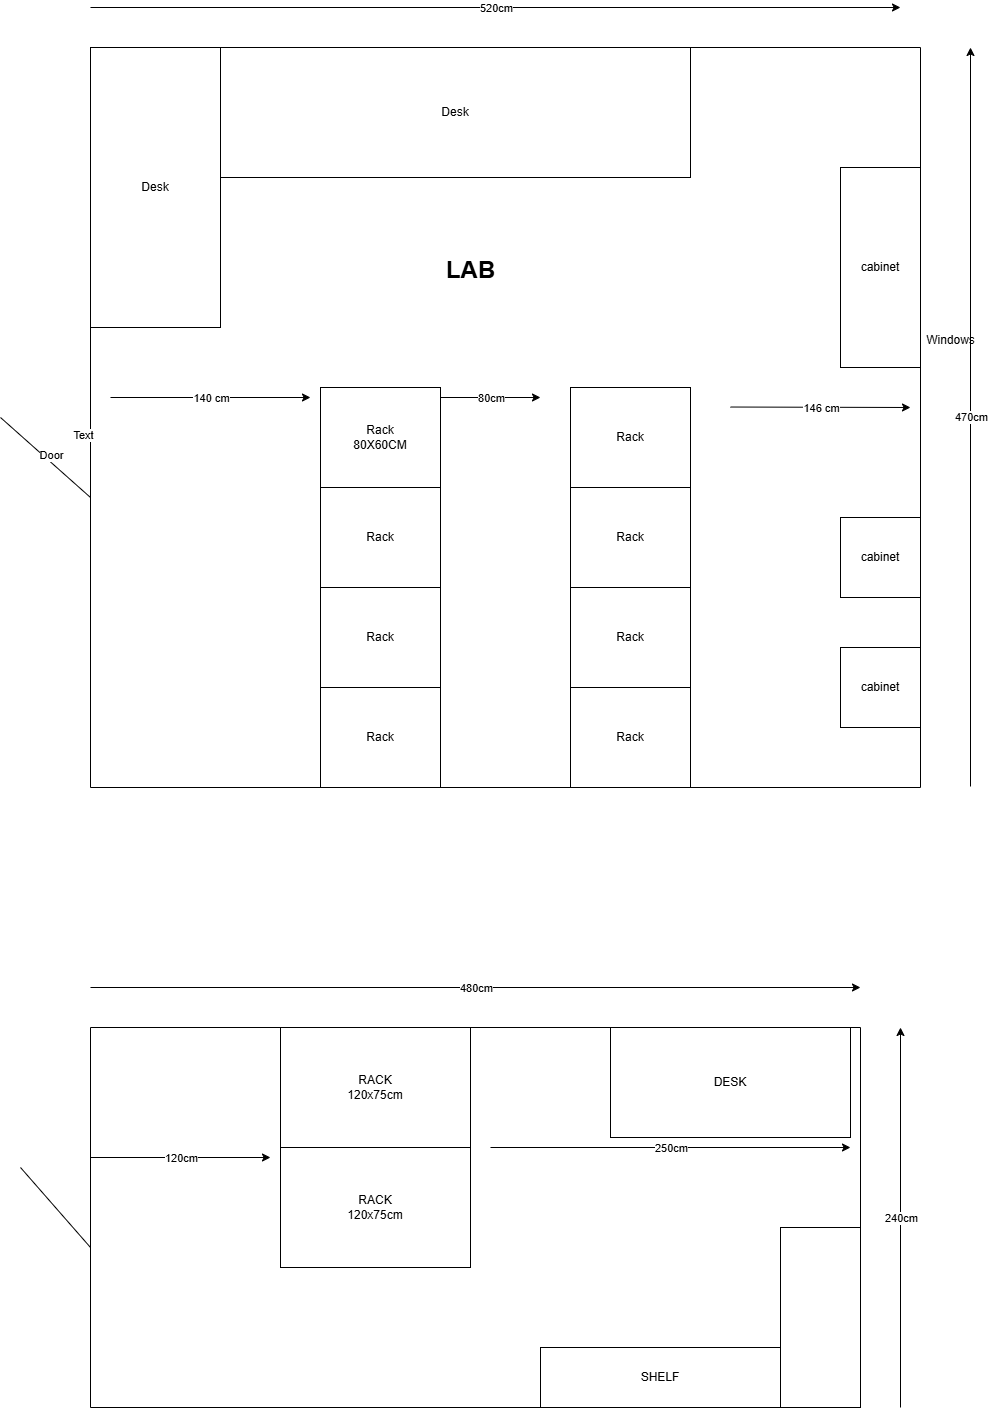 520cm
Desk
Desk
LAB
cabinet
Windows
140 cm
80cm
146 cm
470cm
Text
Door
Rack
80X60CM
Rack
Rack
Rack
cabinet
Rack
Rack
cabinet
Rack
Rack
480cm
RACK
120x75cm
DESK
250cm
120cm
RACK
120x75cm
240cm
SHELF